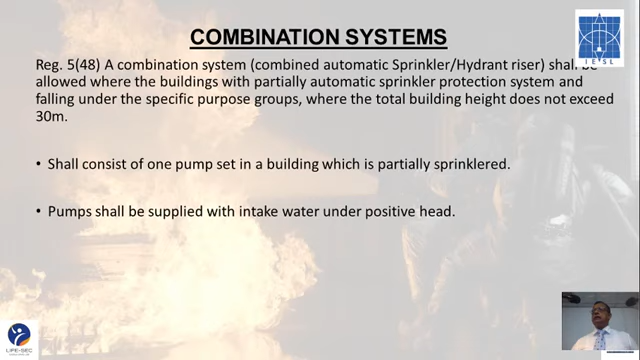 COMBINATION SYSTEMS
Reg. 5(48) A combination system (combined automatic Sprinkler/Hydrant riser) shall be
allowed where the buildings with partially automatic sprinkler protection system and
falling under the specific purpose groups, where the total building height does not exceed
30m.
• Shall consist of one pump set in a building which is partially sprinklered.
• Pumps shall be supplied with intake water under positive head.
I E S L
LIFE-SEC